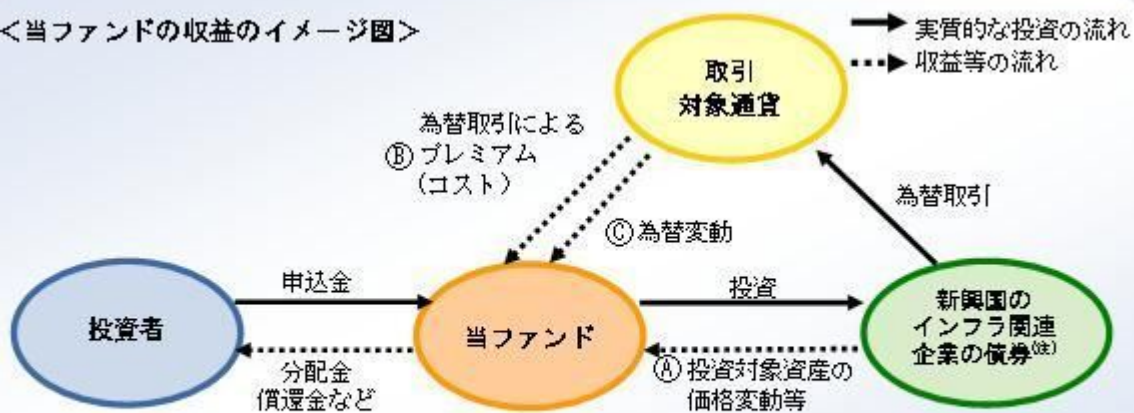 ＜当ファンドの収益のイメージ図＞
実質的な投資の流れ
収益等の流れ
取引
対象通貨
為替取引による
Ⓑプレミアム
（コスト）
為替取引
Ⓒ為替変動
申込金
投資
投資者
当ファンド
新興国の
インフラ関連
企業の債券(注)
分配金
償還金など
Ⓐ投資対象資産の
価格変動等